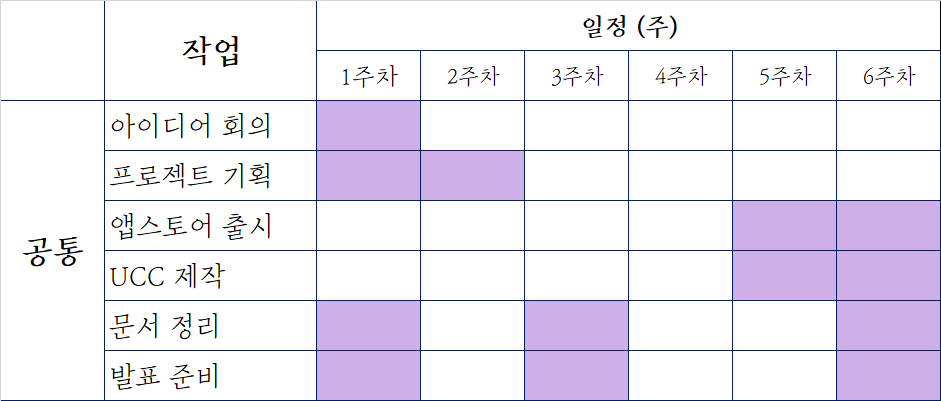 작업
일정 (주)
1주차 2주차 3주차 4주차 5주차 6주차
공통
아이디어 회의
프로젝트 기획
앱스토어 출시
UCC 제작
문서 정리
발표 준비